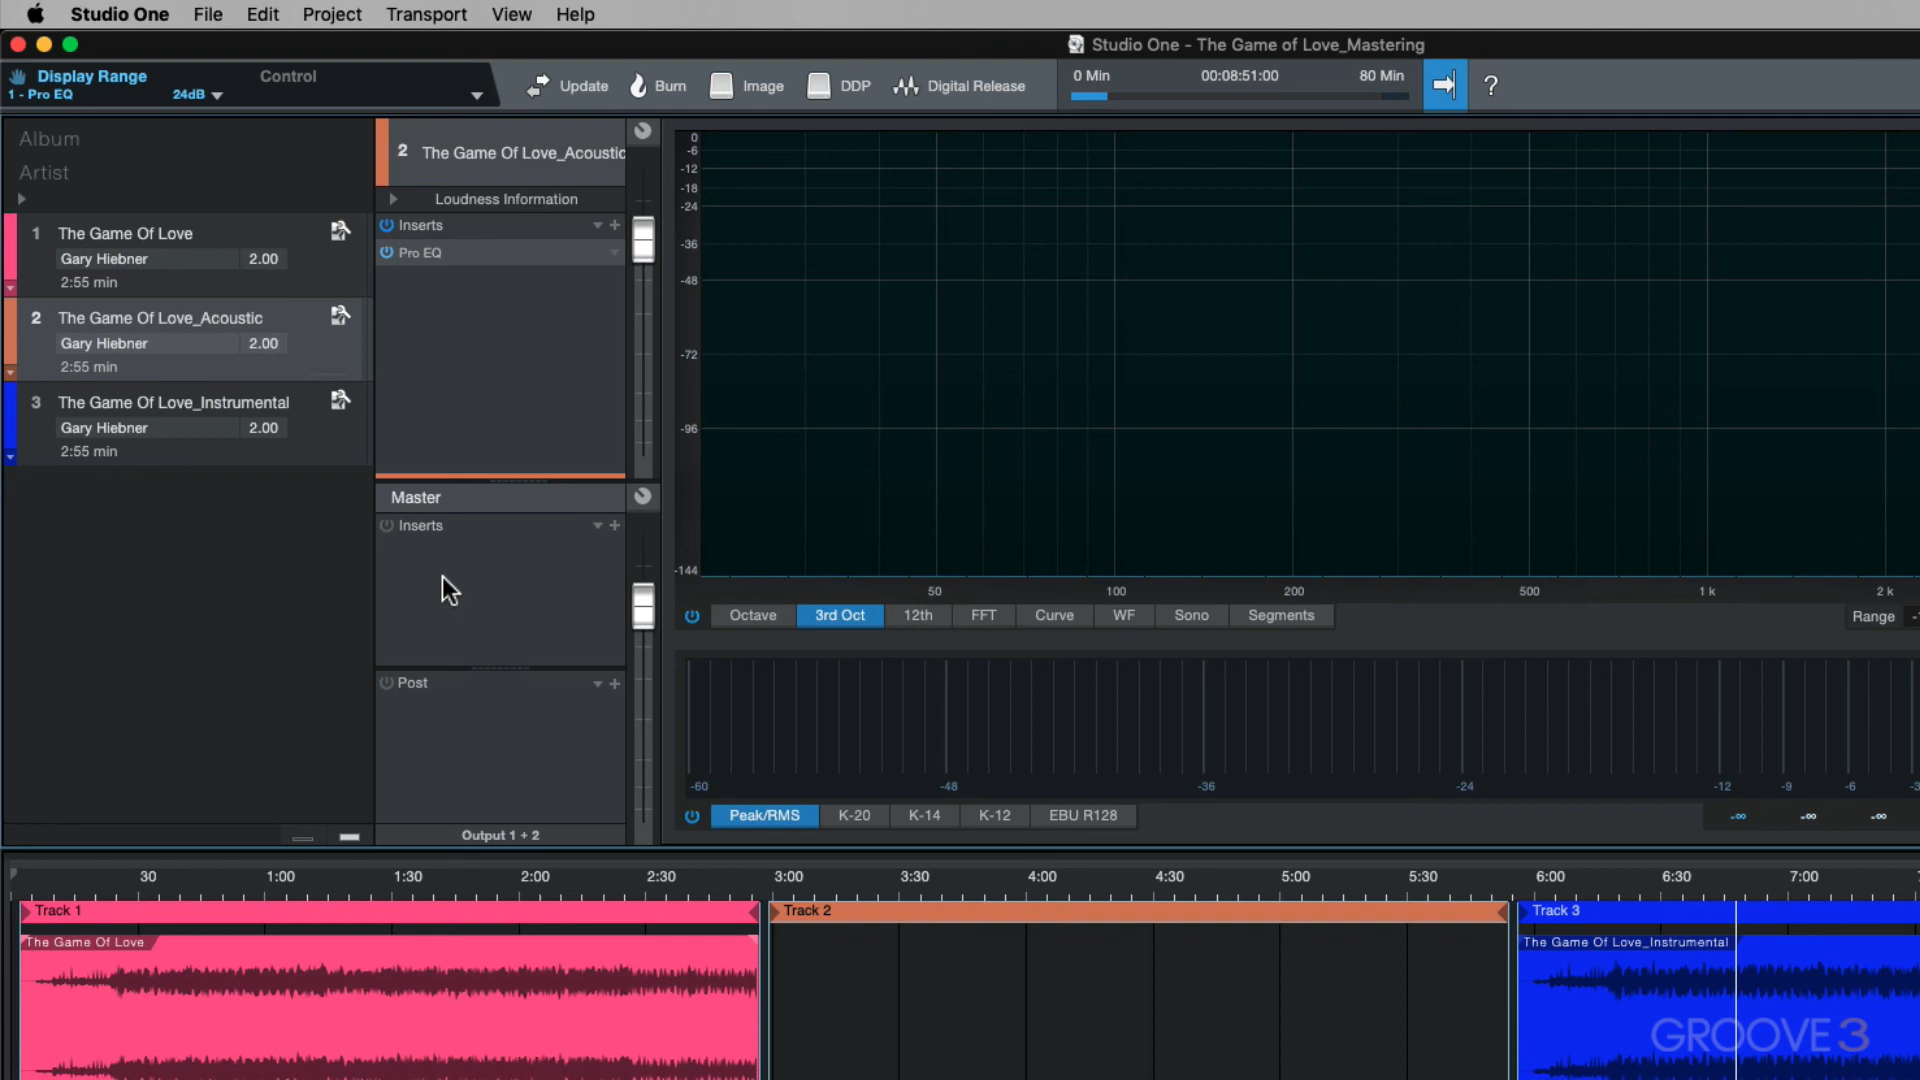 Studio One File Edit Project Transport View Help
Studio One - The Game of Love_Mastering
Display Range Control
1 - Pro EQ 24dB
Update Burn Image DDP Digital Release
0 Min 00:08:51:00 80 Min
?
Album
Artist
1 The Game Of Love
Gary Hiebner 2.00
2:55 min
2 The Game Of Love_Acoustic
Gary Hiebner 2.00
2:55 min
3 The Game Of Love_Instrumental
Gary Hiebner 2.00
2:55 min
2 The Game Of Love_Acoustic
Loudness Information
Inserts
Pro EQ
Master
Inserts
Post
Output 1 + 2
0
-6
-12
-18
-24
-36
-48
-72
-96
-144
50 100 200 500 1k 2k
Octave 3rd Oct 12th FFT Curve WF Sono Segments Range
-60 -48 -36 -24 -12 -9 -6 -3
Peak/RMS K-20 K-14 K-12 EBU R128 -∞ -∞ -∞
30 1:00 1:30 2:00 2:30 3:00 3:30 4:00 4:30 5:00 5:30 6:00 6:30 7:00
Track 1 Track 2 Track 3
The Game Of Love The Game Of Love_Instrumental
GROOVE3